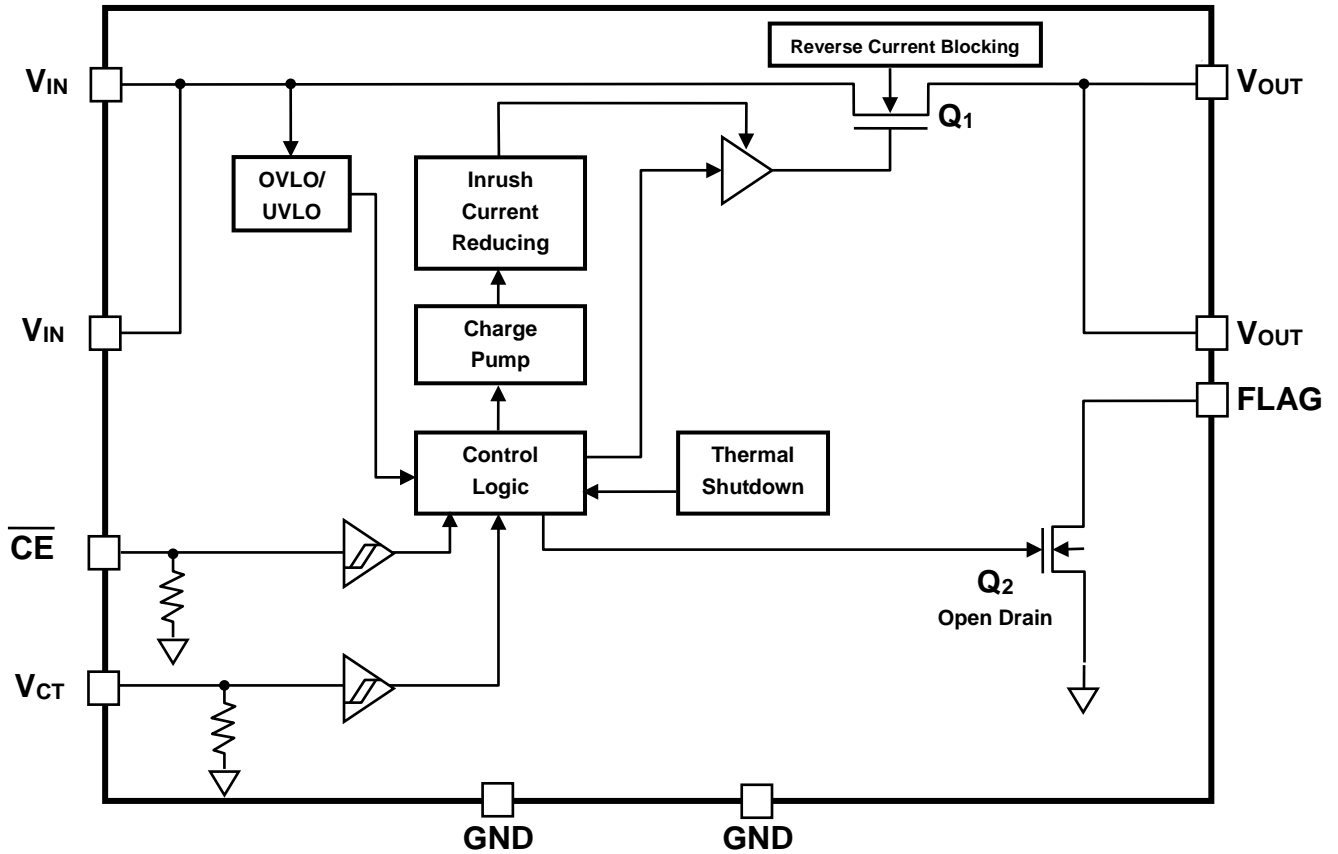 Reverse Current Blocking
VIN
VOUT
Q1
OVLO/
UVLO
Inrush
Current
Reducing
VIN
Charge
Pump
VOUT
FLAG
Control
Logic
Thermal
Shutdown
CE
Q2
Open Drain
VCT
GND
GND